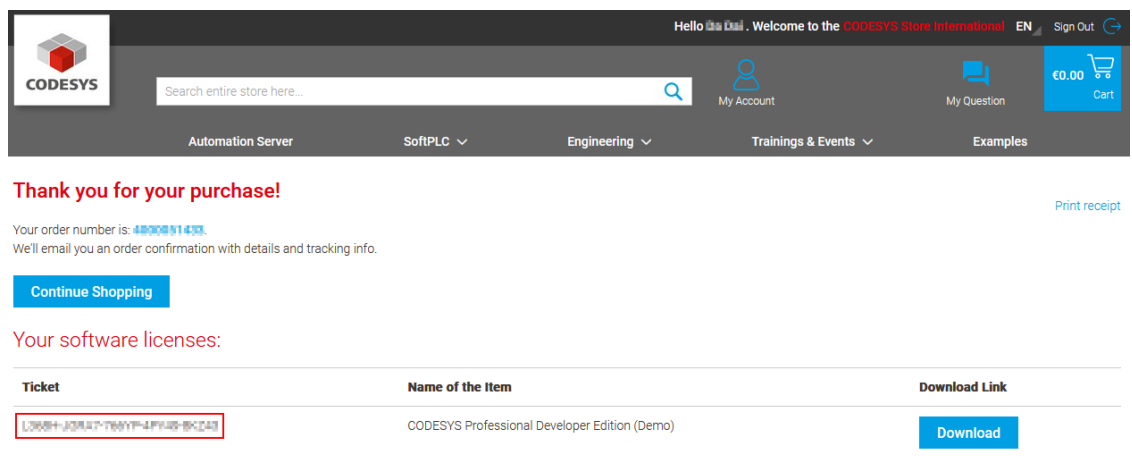 Hello . Welcome to the CODESYS Store International EN Sign Out
CODESYS
Search entire store here...
My Account
My Question
€0.00
Cart
Automation Server SoftPLC Engineering Trainings & Events Examples
Thank you for your purchase!
Print receipt
Your order number is: .
We'll email you an order confirmation with details and tracking info.
Continue Shopping
Your software licenses:
Ticket Name of the Item Download Link
CODESYS Professional Developer Edition (Demo) Download